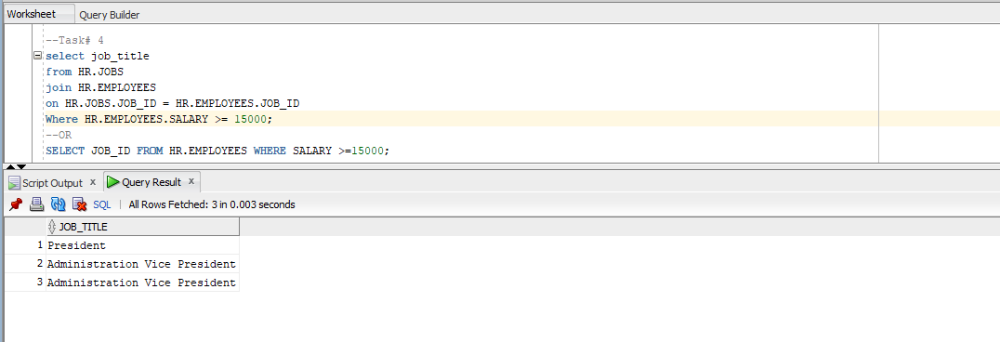 Worksheet Query Builder
--Task# 4
select job_title
from HR.JOBS
join HR.EMPLOYEES
on HR.JOBS.JOB_ID = HR.EMPLOYEES.JOB_ID
Where HR.EMPLOYEES.SALARY >= 15000;
--OR
SELECT JOB_ID FROM HR.EMPLOYEES WHERE SALARY >=15000;
Script Output x Query Result x
SQL | All Rows Fetched: 3 in 0.003 seconds
JOB_TITLE
1 President
2 Administration Vice President
3 Administration Vice President